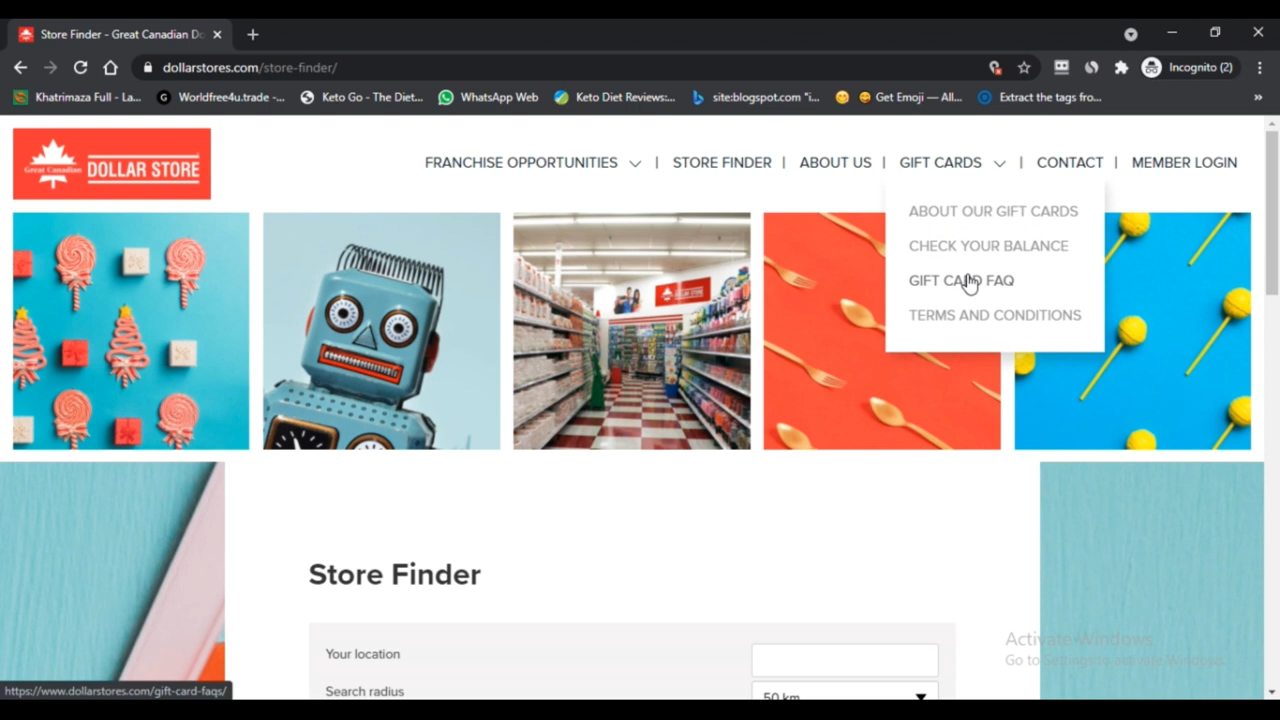 Store Finder - Great Canadian Do
Incognito (2)
dollarstores.com/store-finder/
Khatrimaza Full - La...
Worldfree4u.trade -...
Keto Go - The Diet...
WhatsApp Web
Keto Diet Reviews:...
site:blogspot.com "i...
Get Emoji — All...
Extract the tags fro...
»
Great Canadian
DOLLAR STORE
FRANCHISE OPPORTUNITIES | STORE FINDER | ABOUT US | GIFT CARDS | CONTACT | MEMBER LOGIN
ABOUT OUR GIFT CARDS
CHECK YOUR BALANCE
GIFT CARD FAQ
TERMS AND CONDITIONS
DOLLAR STORE
Store Finder
Your location
Search radius
50 km
Activate Windows
Go to Settings to activate Windows.
https://www.dollarstores.com/gift-card-faqs/